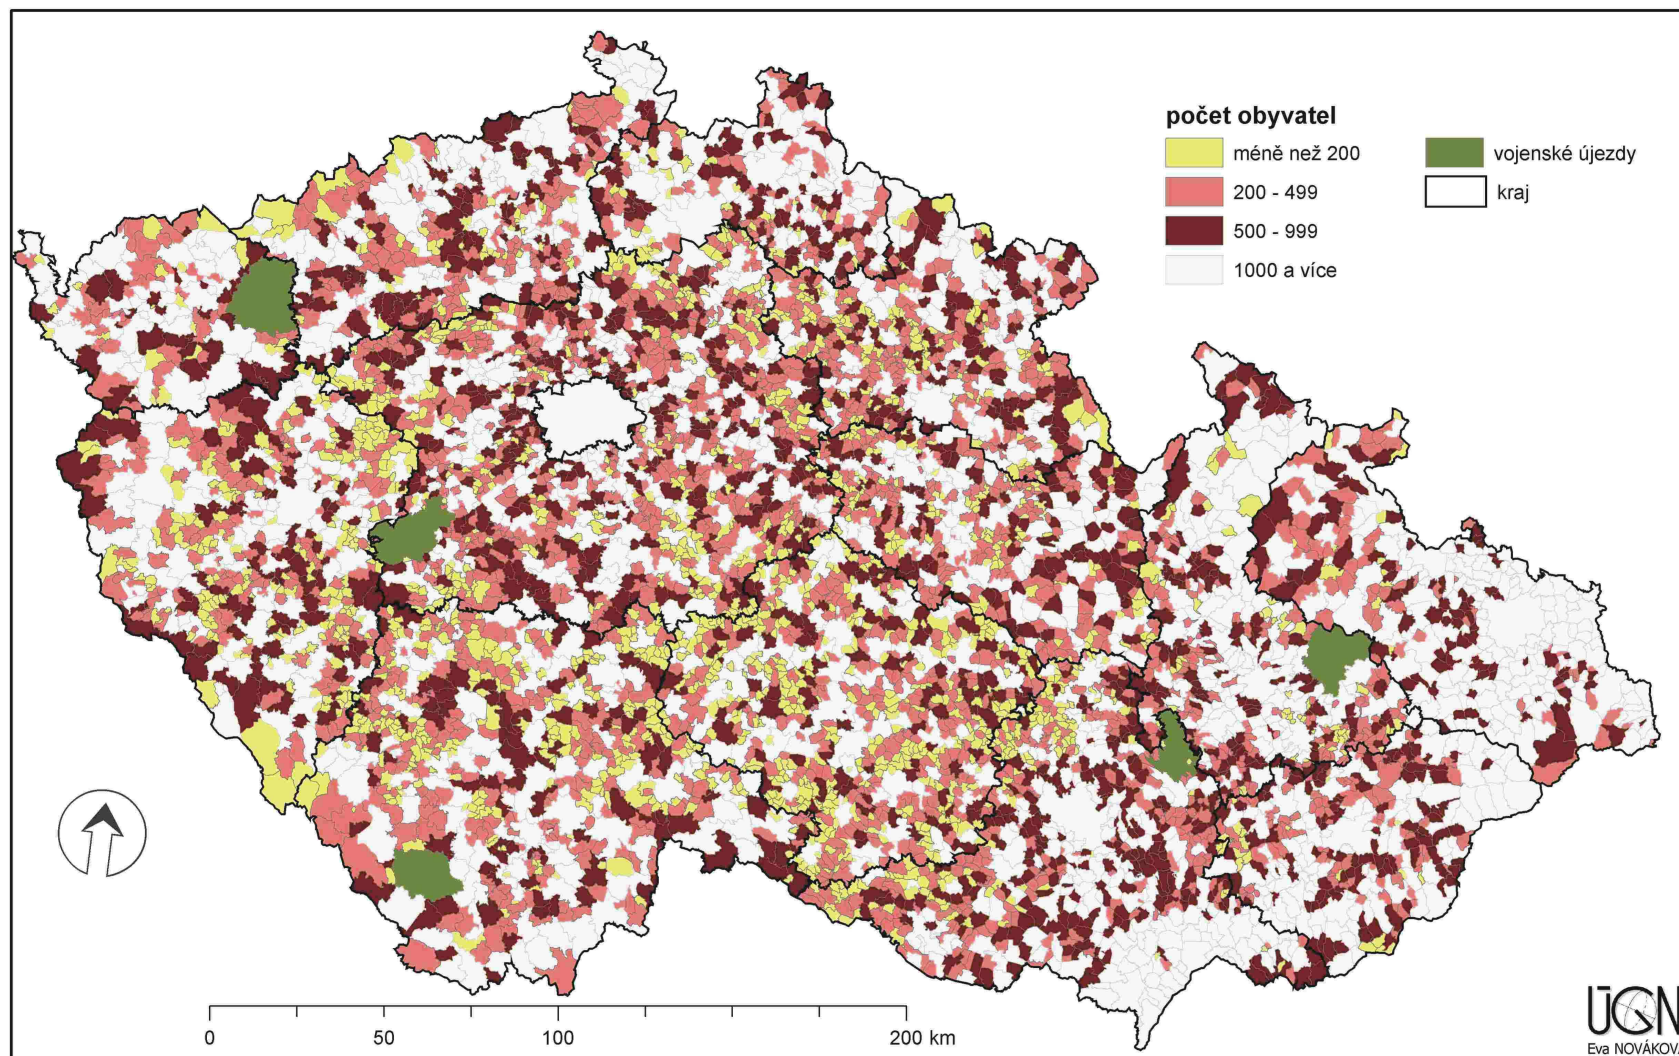 počet obyvatel
méně než 200
200 - 499
500 - 999
1000 a více
vojenské újezdy
kraj
0 50 100 200 km
ÚGN
Eva NOVÁKOV